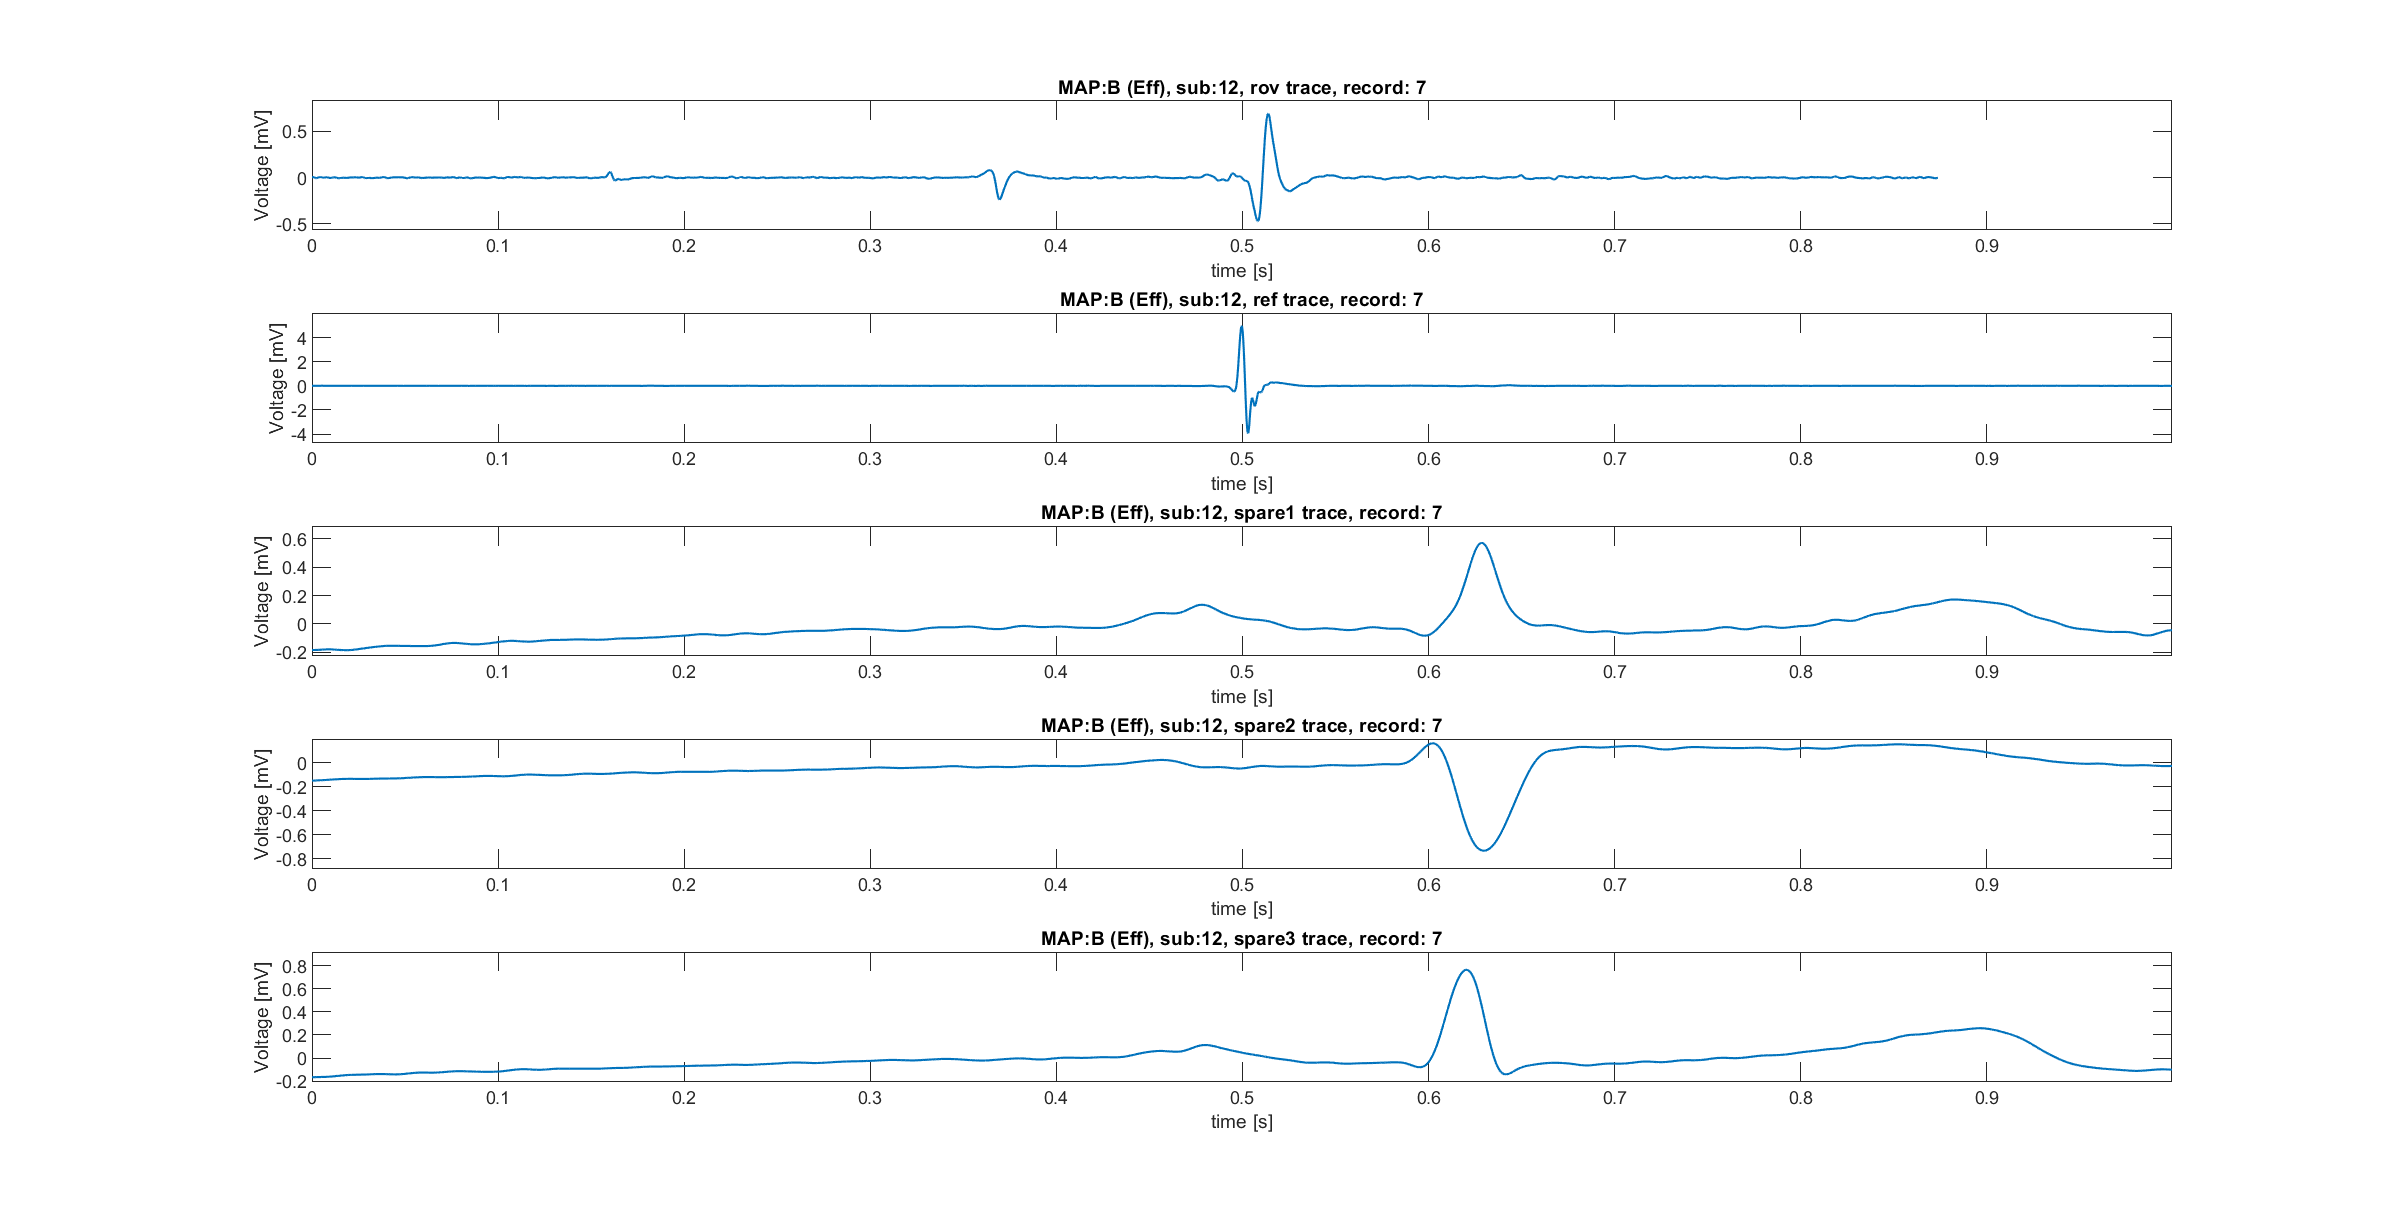 MAP:B (Eff), sub:12, rov trace, record: 7
Voltage [mV]
0.5
0
-0.5
0 0.1 0.2 0.3 0.4 0.5 0.6 0.7 0.8 0.9
time [s]
MAP:B (Eff), sub:12, ref trace, record: 7
Voltage [mV]
4
2
0
-2
-4
0 0.1 0.2 0.3 0.4 0.5 0.6 0.7 0.8 0.9
time [s]
MAP:B (Eff), sub:12, spare1 trace, record: 7
Voltage [mV]
0.6
0.4
0.2
0
-0.2
0 0.1 0.2 0.3 0.4 0.5 0.6 0.7 0.8 0.9
time [s]
MAP:B (Eff), sub:12, spare2 trace, record: 7
Voltage [mV]
0
-0.2
-0.4
-0.6
-0.8
0 0.1 0.2 0.3 0.4 0.5 0.6 0.7 0.8 0.9
time [s]
MAP:B (Eff), sub:12, spare3 trace, record: 7
Voltage [mV]
0.8
0.6
0.4
0.2
0
-0.2
0 0.1 0.2 0.3 0.4 0.5 0.6 0.7 0.8 0.9
time [s]